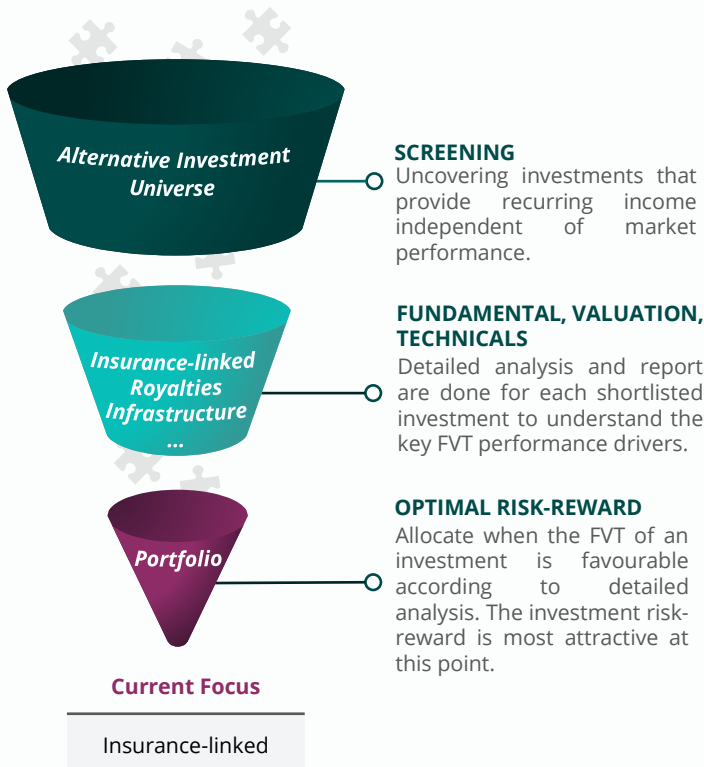 Alternative Investment
Universe
SCREENING
Uncovering investments that
provide recurring income
independent of market
performance.
Insurance-linked
Royalties
Infrastructure
...
FUNDAMENTAL, VALUATION,
TECHNICALS
Detailed analysis and report
are done for each shortlisted
investment to understand the
key FVT performance drivers.
Portfolio
OPTIMAL RISK-REWARD
Allocate when the FVT of an
investment is favourable
according to detailed
analysis. The investment risk-
reward is most attractive at
this point.
Current Focus
Insurance-linked